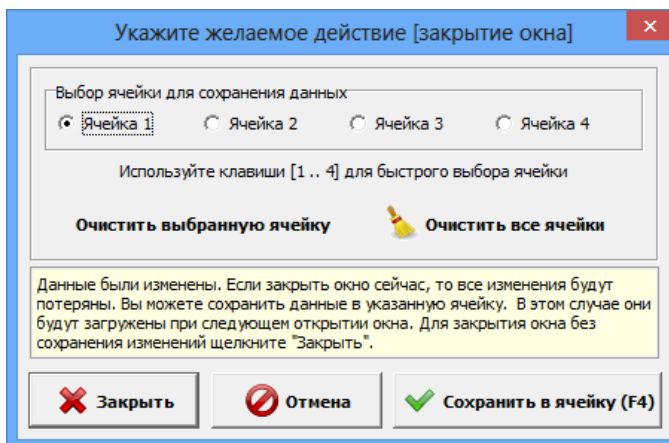 Укажите желаемое действие [закрытие окна]
Выбор ячейки для сохранения данных
Ячейка 1 Ячейка 2 Ячейка 3 Ячейка 4
Используйте клавиши [1 .. 4] для быстрого выбора ячейки
Очистить выбранную ячейку Очистить все ячейки
Данные были изменены. Если закрыть окно сейчас, то все изменения будут
потеряны. Вы можете сохранить данные в указанную ячейку. В этом случае они
будут загружены при следующем открытии окна. Для закрытия окна без
сохранения изменений щелкните "Закрыть".
Закрыть Отмена Сохранить в ячейку (F4)